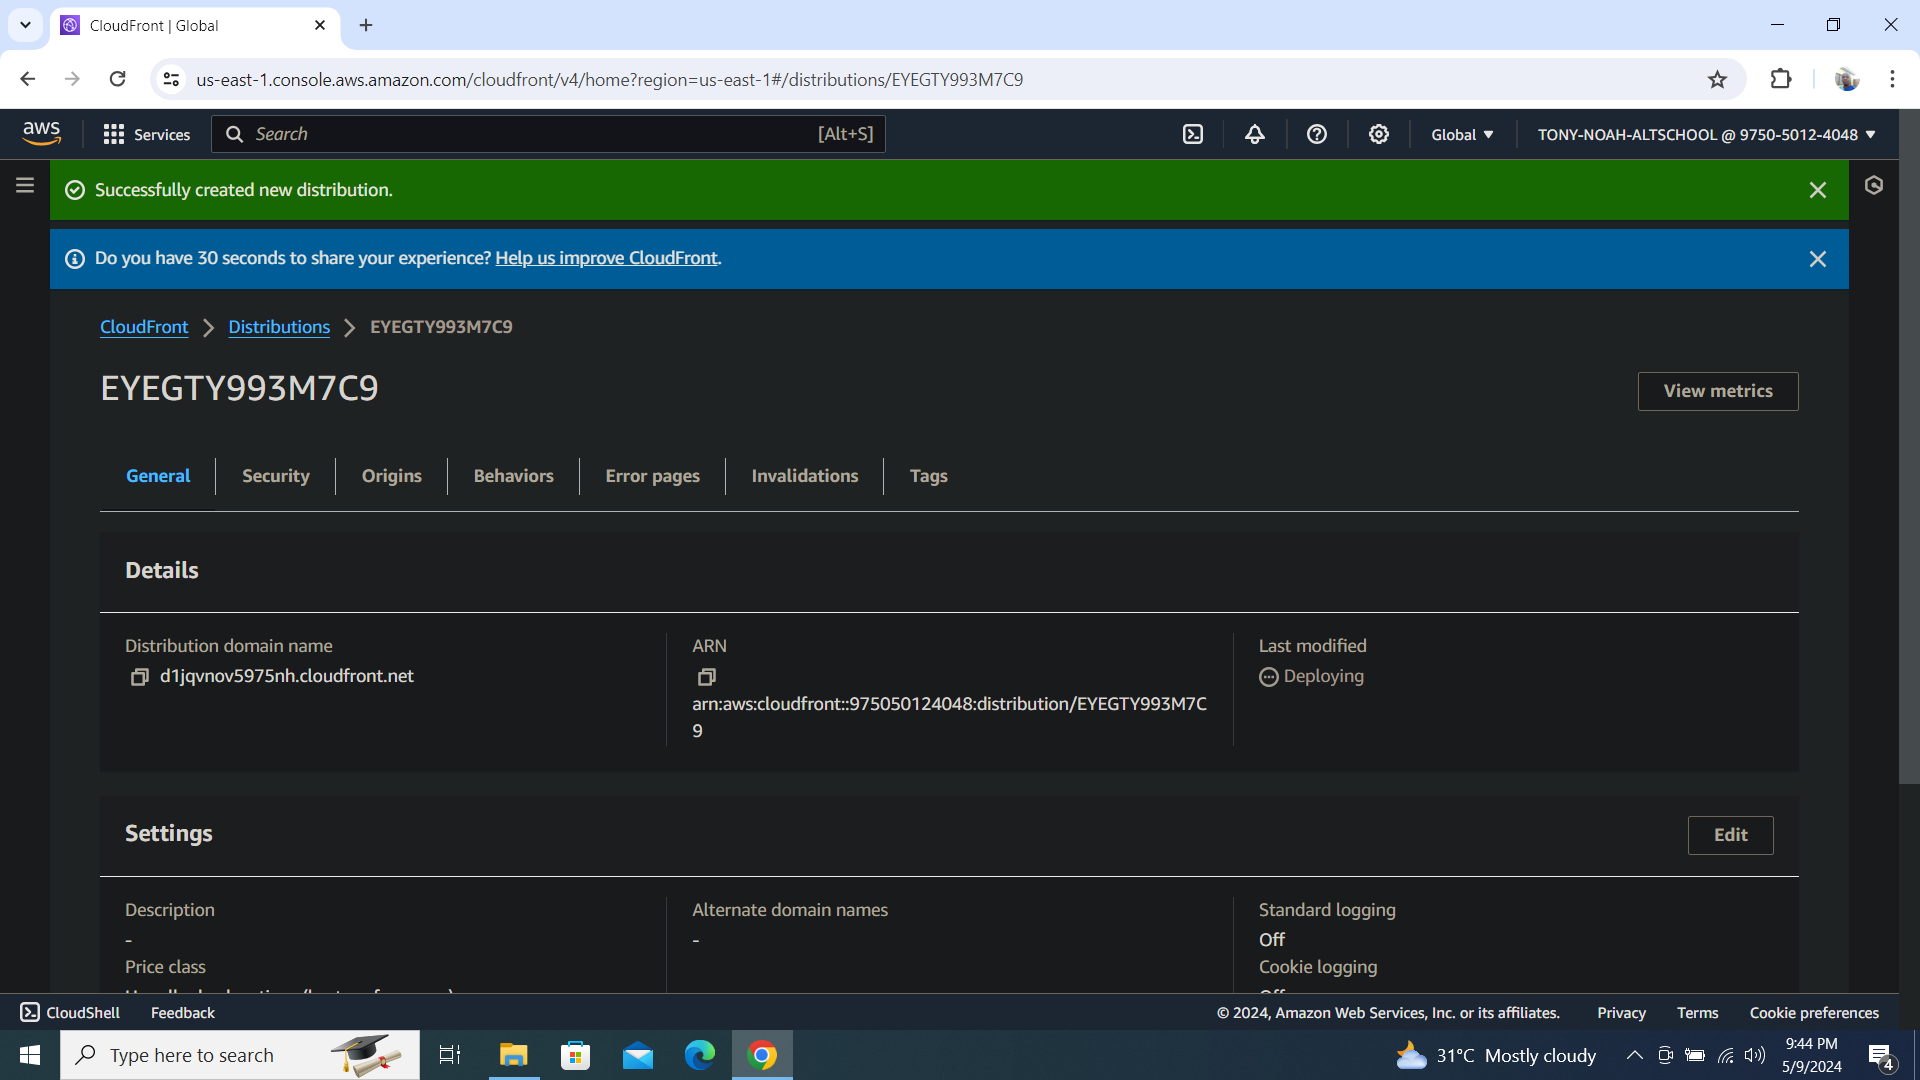 CloudFront | Global
us-east-1.console.aws.amazon.com/cloudfront/v4/home?region=us-east-1#/distributions/EYEGTY993M7C9
aws
Services
Search
[Alt+S]
Global
TONY-NOAH-ALTSCHOOL @ 9750-5012-4048
Successfully created new distribution.
Do you have 30 seconds to share your experience? Help us improve CloudFront.
CloudFront
Distributions
EYEGTY993M7C9
EYEGTY993M7C9
View metrics
General
Security
Origins
Behaviors
Error pages
Invalidations
Tags
Details
Distribution domain name
d1jqvnov5975nh.cloudfront.net
ARN
arn:aws:cloudfront::975050124048:distribution/EYEGTY993M7C
9
Last modified
Deploying
Settings
Edit
Description
-
Price class
Alternate domain names
-
Standard logging
Off
Cookie logging
CloudShell
Feedback
© 2024, Amazon Web Services, Inc. or its affiliates.
Privacy
Terms
Cookie preferences
Type here to search
31°C Mostly cloudy
9:44 PM
5/9/2024
4